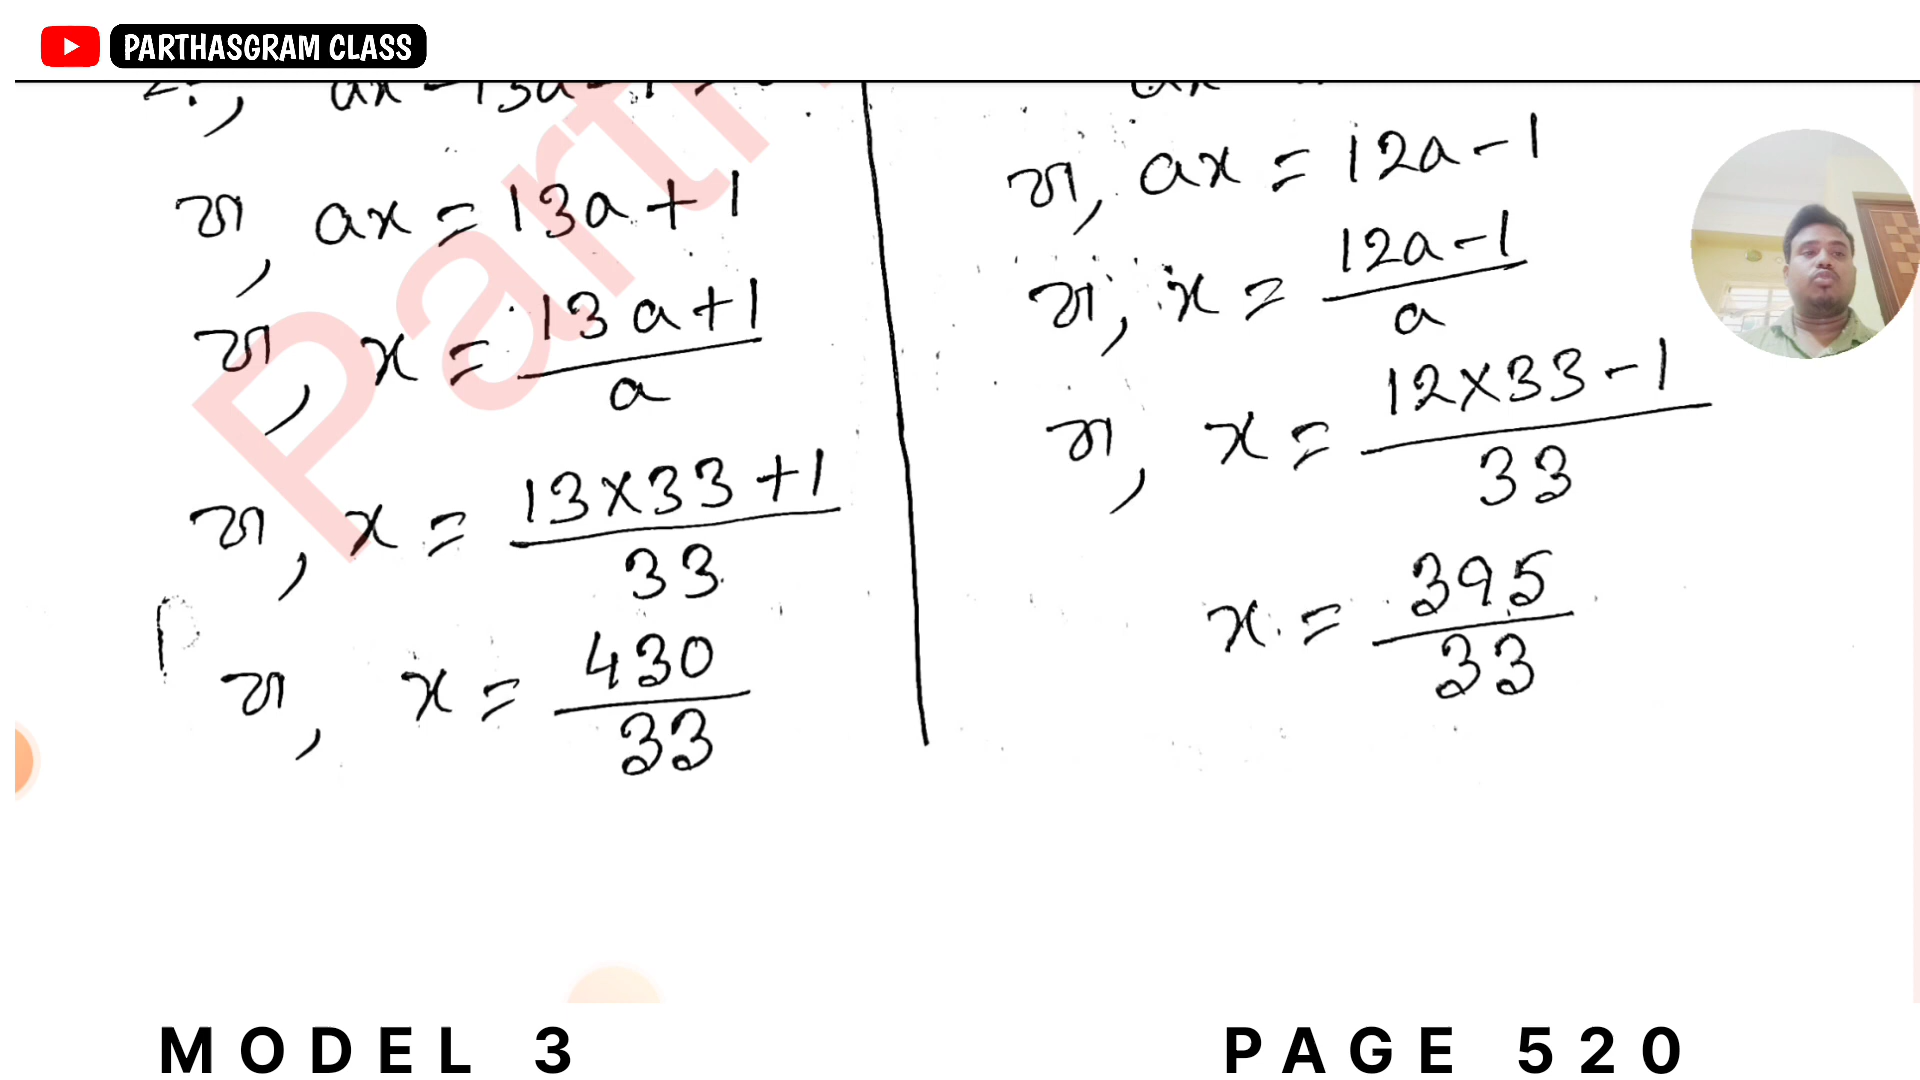 PARTHASGRAM CLASS
বা, ax = 13a + 1
বা, x = 13a+1 / a
বা, x = 13×33+1 / 33
বা, x = 430 / 33
বা, ax = 12a - 1
বা, x = 12a-1 / a
বা, x = 12×33-1 / 33
x = 395 / 33
MODEL 3
PAGE 520